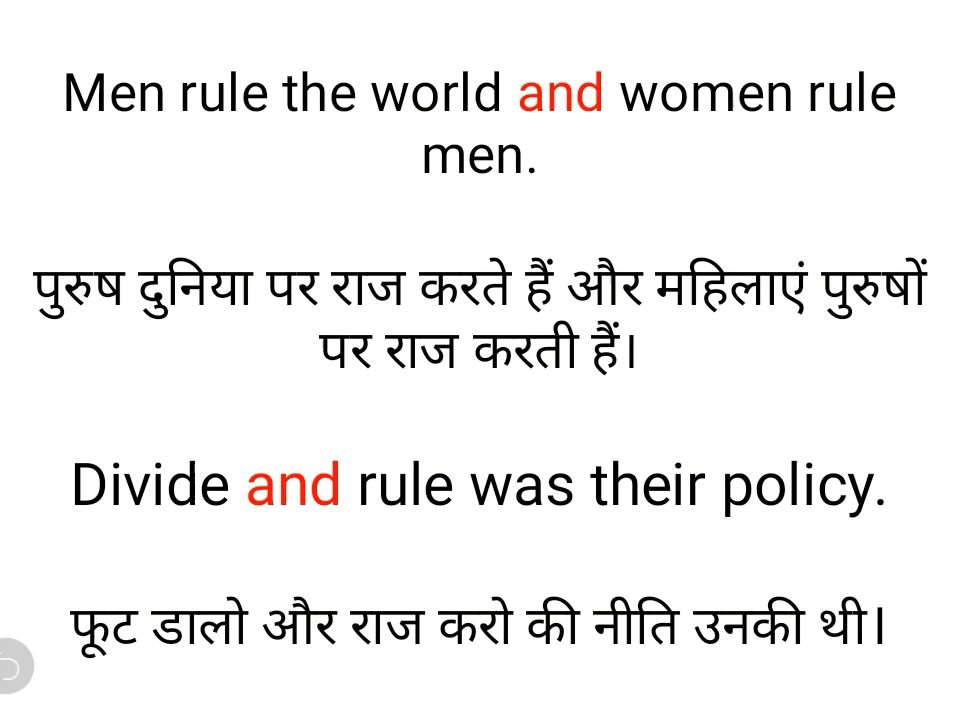 Men rule the world and women rule
men.
पुरुष दुनिया पर राज करते हैं और महिलाएं पुरुषों
पर राज करती हैं।
Divide and rule was their policy.
फूट डालो और राज करो की नीति उनकी थी।